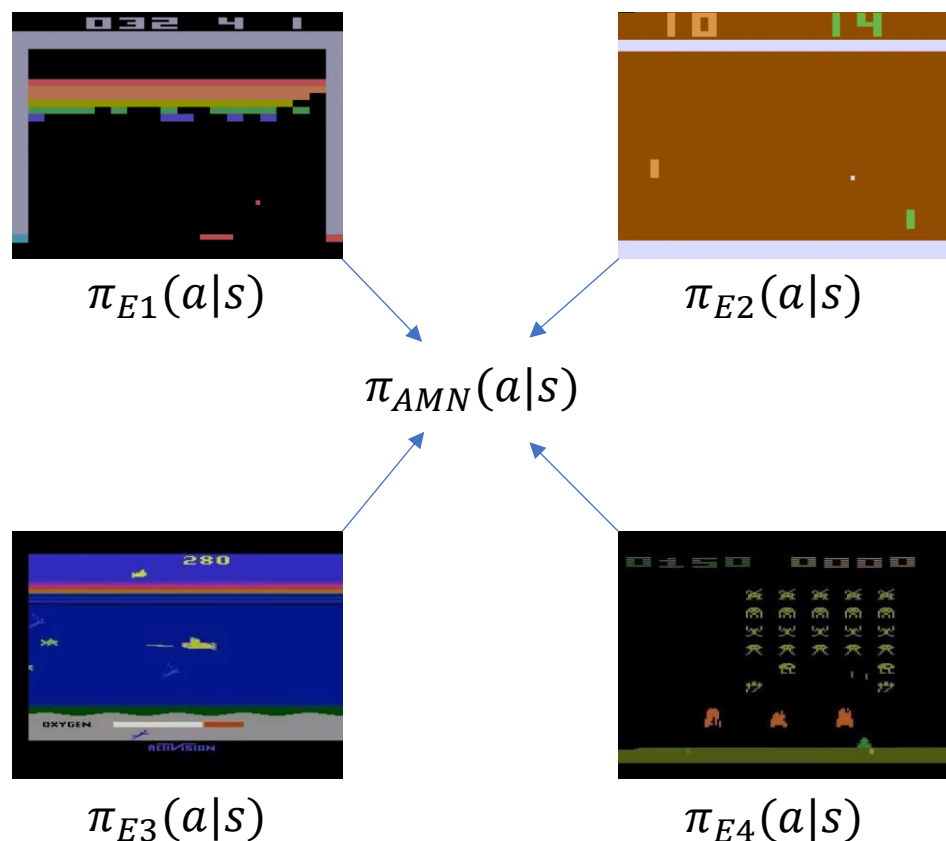 032 4 1
10 14
π_{E1}(a|s)
π_{E2}(a|s)
π_{AMN}(a|s)
280
OXYGEN
ACTIVISION
0150 0000
π_{E3}(a|s)
π_{E4}(a|s)